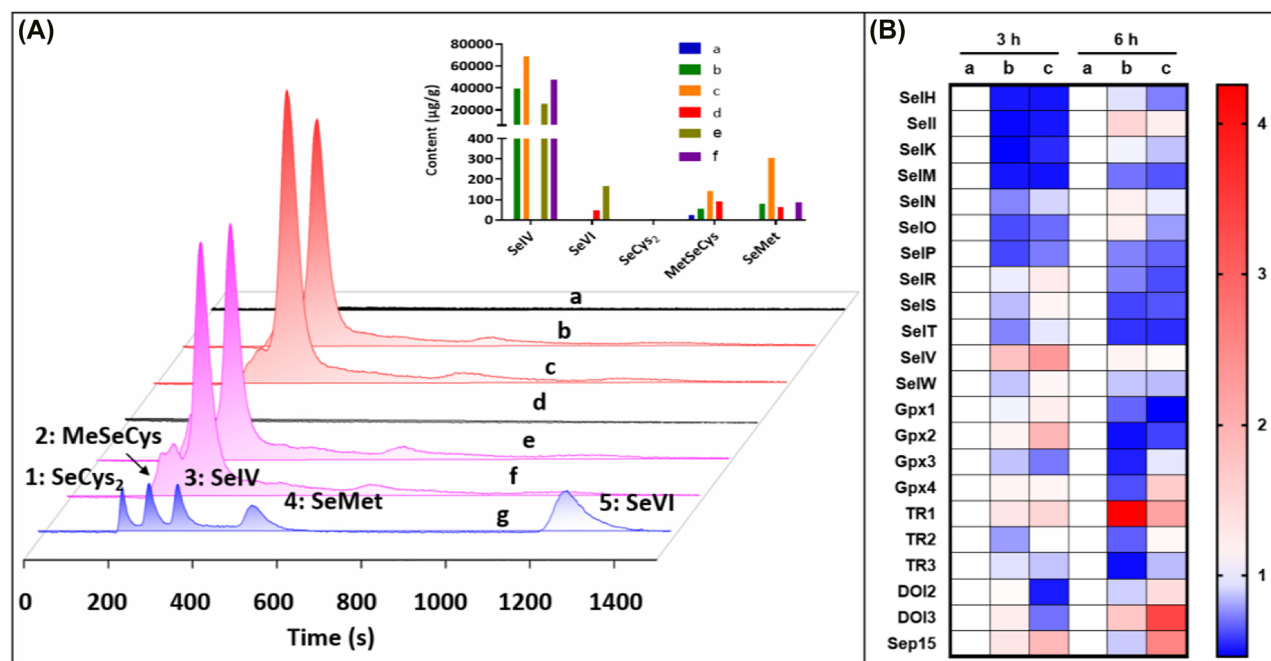 (A)
80000
60000
40000
20000
400
300
200
100
0
Content (µg/g)
SeIV
SeVI
SeCys₂
MetSeCys
SeMet
a
b
c
d
e
f
a
b
c
d
e
f
g
1: SeCys₂
2: MeSeCys
3: SeIV
4: SeMet
5: SeVI
0 200 400 600 800 1000 1200 1400
Time (s)
(B)
3 h 6 h
a b c a b c
SelH
SelI
SelK
SelM
SelN
SelO
SelP
SelR
SelS
SelT
SelV
SelW
Gpx1
Gpx2
Gpx3
Gpx4
TR1
TR2
TR3
DOI2
DOI3
Sep15
4
3
2
1